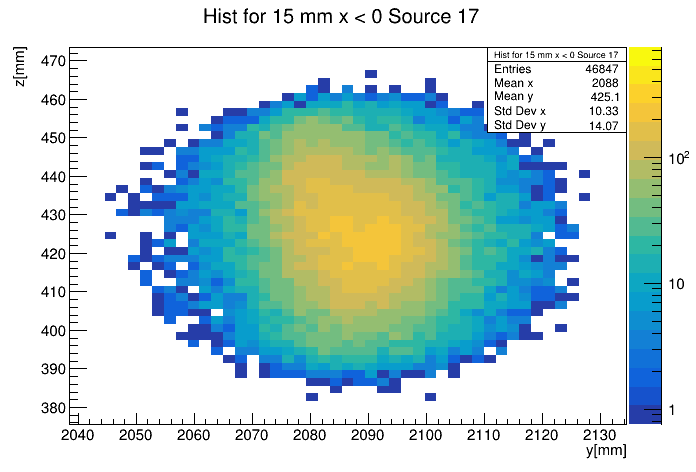 Hist for 15 mm x < 0 Source 17
z[mm]
470
460
450
440
430
420
410
400
390
380
2040 2050 2060 2070 2080 2090 2100 2110 2120 2130
y[mm]
Hist for 15 mm x < 0 Source 17
Entries 46847
Mean x 2088
Mean y 425.1
Std Dev x 10.33
Std Dev y 14.07
10²
10
1